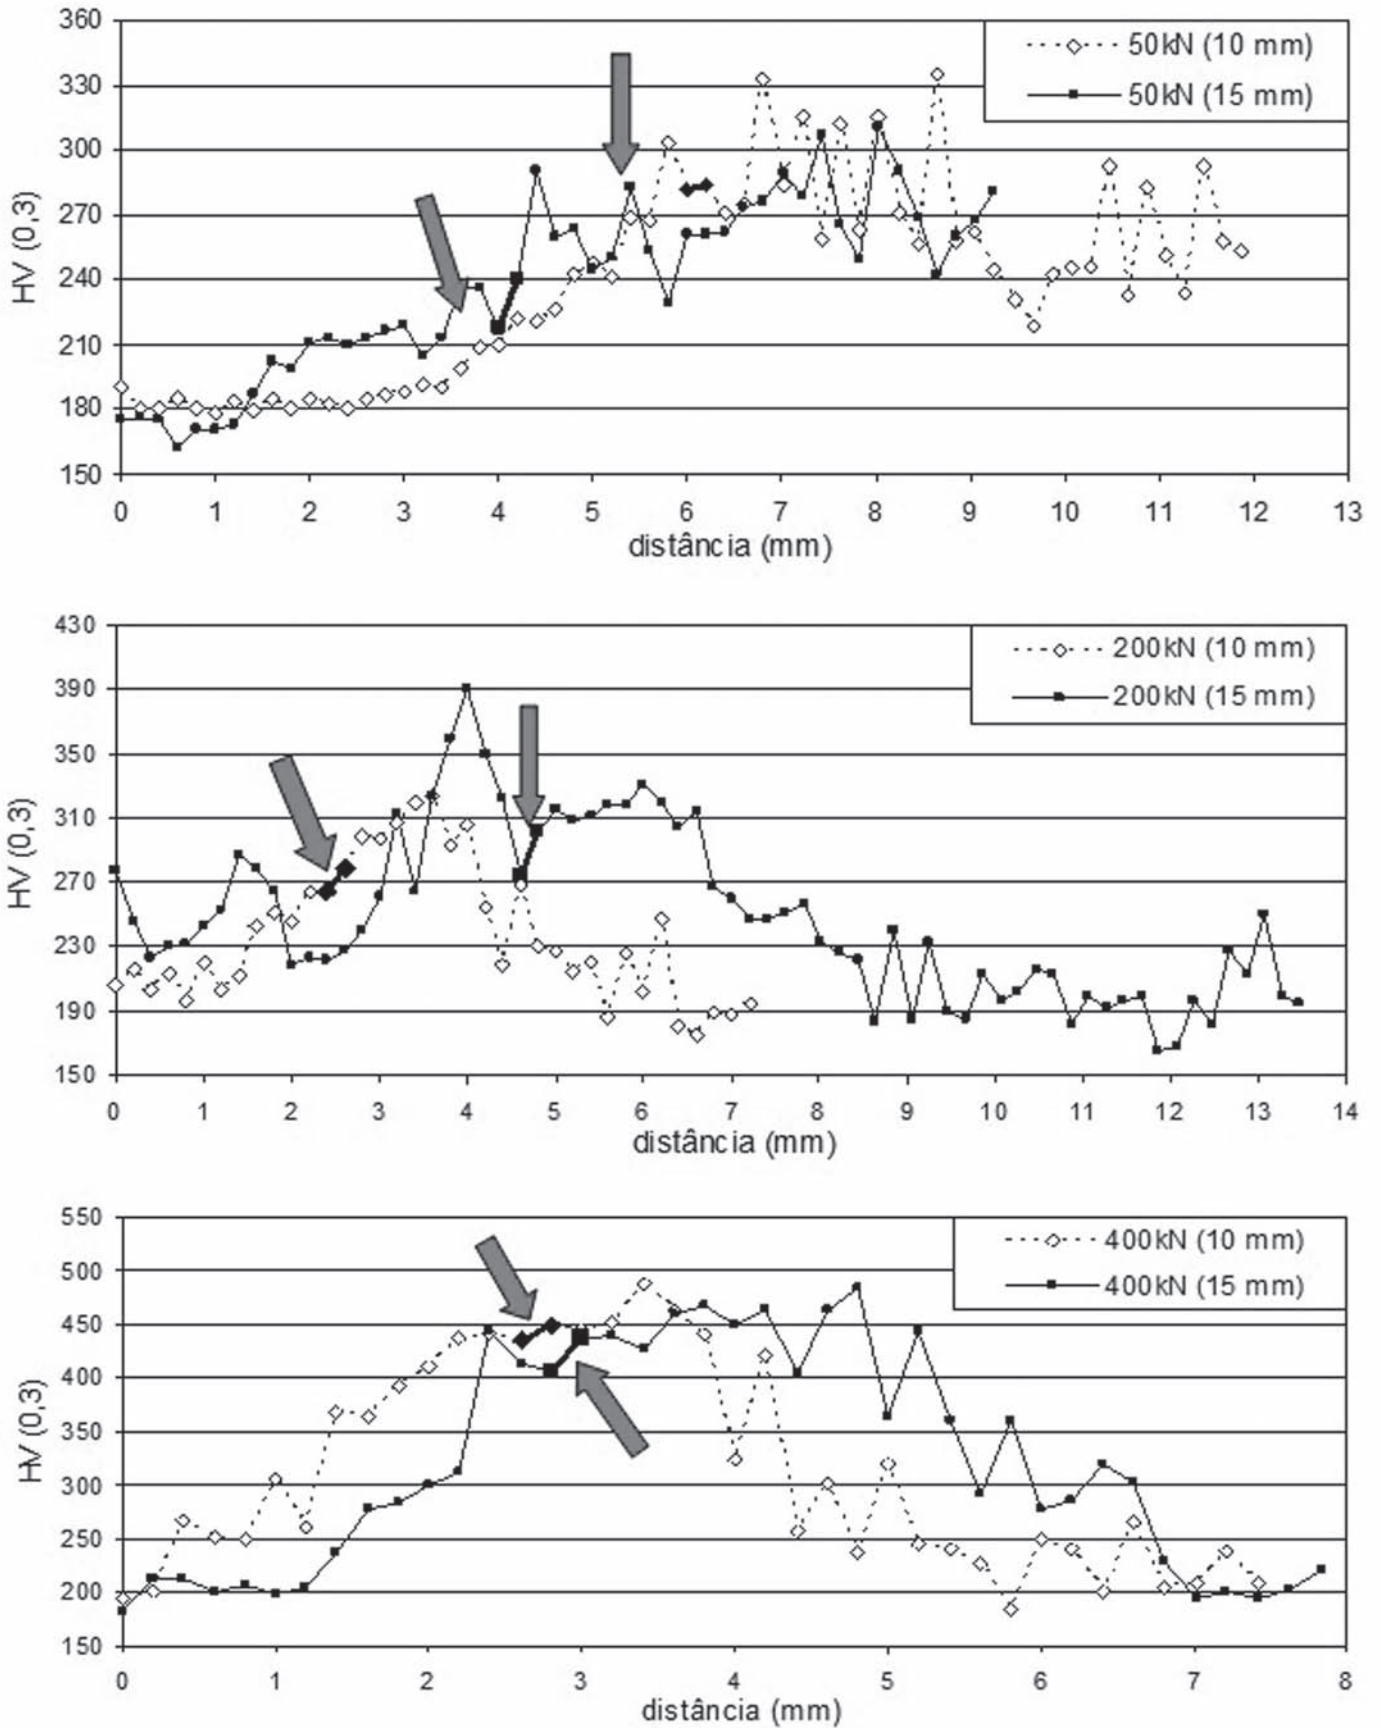 360
330
300
270
240
210
180
150
HV (0,3)
50kN (10 mm)
50kN (15 mm)
0 1 2 3 4 5 6 7 8 9 10 11 12 13
distância (mm)
430
390
350
310
270
230
190
150
HV (0,3)
200kN (10 mm)
200kN (15 mm)
0 1 2 3 4 5 6 7 8 9 10 11 12 13 14
distância (mm)
550
500
450
400
350
300
250
200
150
HV (0,3)
400kN (10 mm)
400kN (15 mm)
0 1 2 3 4 5 6 7 8
distância (mm)